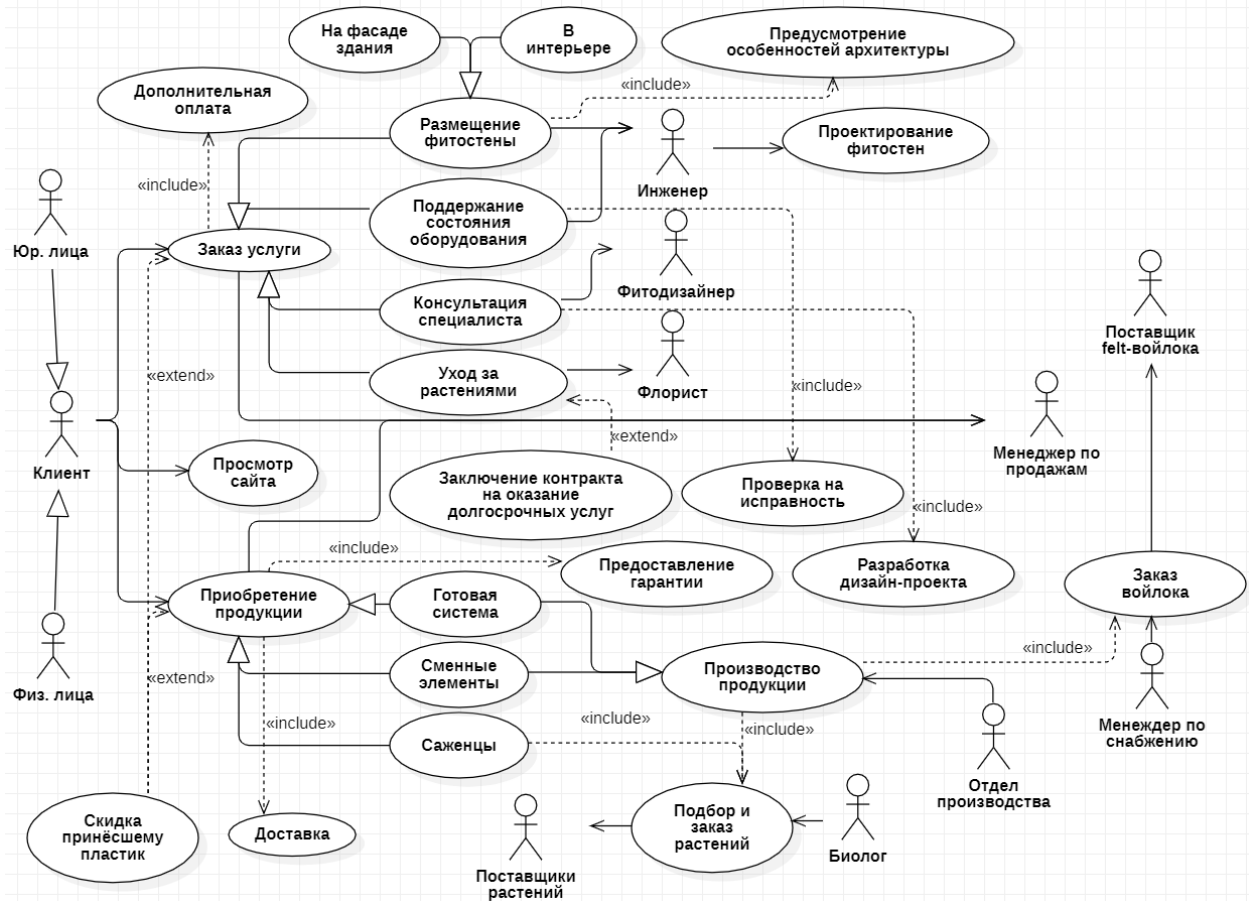 На фасаде
здания
В
интерьере
Предусмотрение
особенностей архитектуры
«include»
Дополнительная
оплата
Размещение
фитостены
Проектирование
фитостен
Инженер
«include»
Юр. лица
Поддержание
состояния
оборудования
Заказ услуги
Фитодизайнер
Консультация
специалиста
Поставщик
felt-войлока
Уход за
растениями
Флорист
«extend»
«include»
«extend»
Менеджер по
продажам
Клиент
Просмотр
сайта
Заключение контракта
на оказание
долгосрочных услуг
Проверка на
исправность
«include»
«include»
Предоставление
гарантии
Разработка
дизайн-проекта
Заказ
войлока
Приобретение
продукции
Готовая
система
«include»
Физ. лица
«extend»
Сменные
элементы
Производство
продукции
«include»
«include»
«include»
Менеждер по
снабжению
Саженцы
Отдел
производства
Скидка
принёсшему
пластик
Доставка
Подбор и
заказ
растений
Биолог
Поставщики
растений